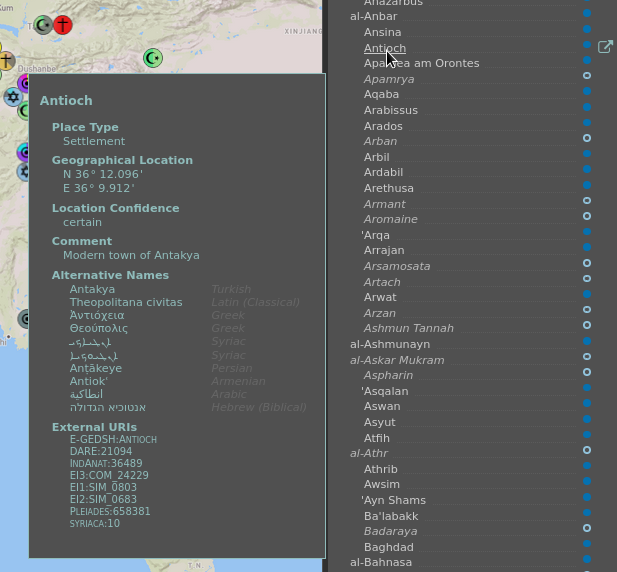 XINJIANG
Dushanbe
Antioch
Place Type
Settlement
Geographical Location
N 36° 12.096'
E 36° 9.912'
Location Confidence
certain
Comment
Modern town of Antakya
Alternative Names
Antakya Turkish
Theopolitana civitas Latin (Classical)
Ἀντιόχεια Greek
Θεούπολις Greek
Syriac
Syriac
Anṭākeye Persian
Antiok' Armenian
انطاكية Arabic
אנטוכיא הגדולה Hebrew (Biblical)
External URIs
E-GEDSH:ANTIOCH
DARE:21094
INDANAT:36489
EI3:COM_24229
EI1:SIM_0803
EI2:SIM_0683
PLEIADES:658381
SYRIACA:10
T.N.
Anazarbus
al-Anbar
Ansina
Antioch
Apamea am Orontes
Apamrya
Aqaba
Arabissus
Arados
Arban
Arbil
Ardabil
Arethusa
Armant
Aromaine
'Arqa
Arrajan
Arsamosata
Artach
Arwat
Arzan
Ashmun Tannah
al-Ashmunayn
al-Askar Mukram
Aspharin
'Asqalan
Aswan
Asyut
Atfih
al-Athr
Athrib
Awsim
'Ayn Shams
Ba'labakk
Badaraya
Baghdad
al-Bahnasa